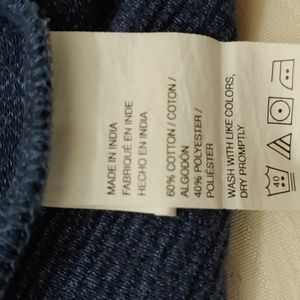 MADE IN INDIA
FABRIQUÉ EN INDE
HECHO EN INDIA
60% COTTON / COTON /
ALGODÓN
40% POLYESTER /
POLIÉSTER
WASH WITH LIKE COLORS,
DRY PROMPTLY
40